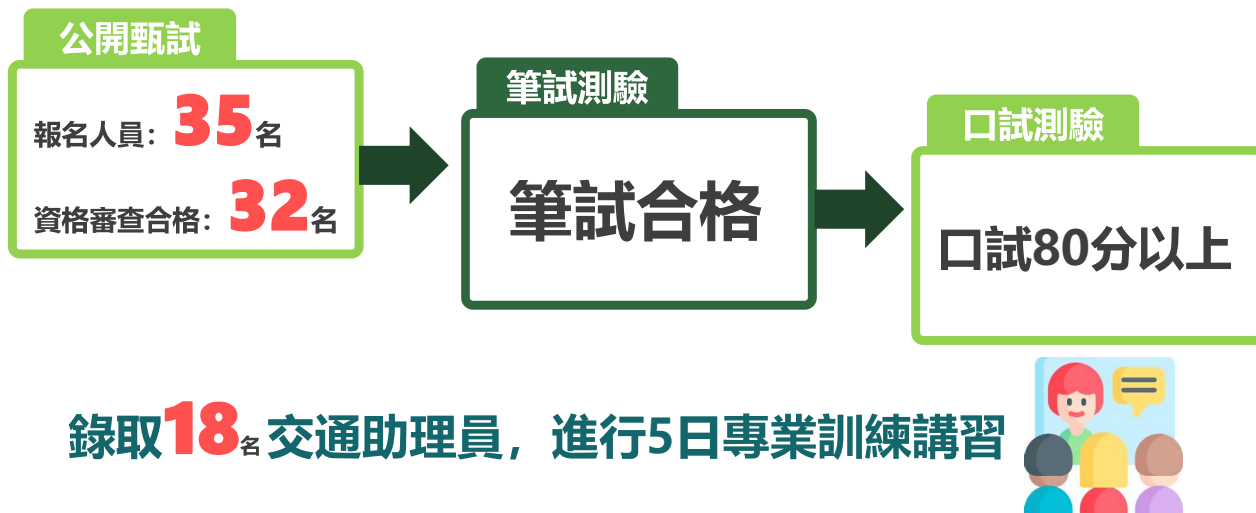 公開甄試
報名人員：35名
資格審查合格：32名
筆試測驗
筆試合格
口試測驗
口試80分以上
錄取18名交通助理員，進行5日專業訓練講習